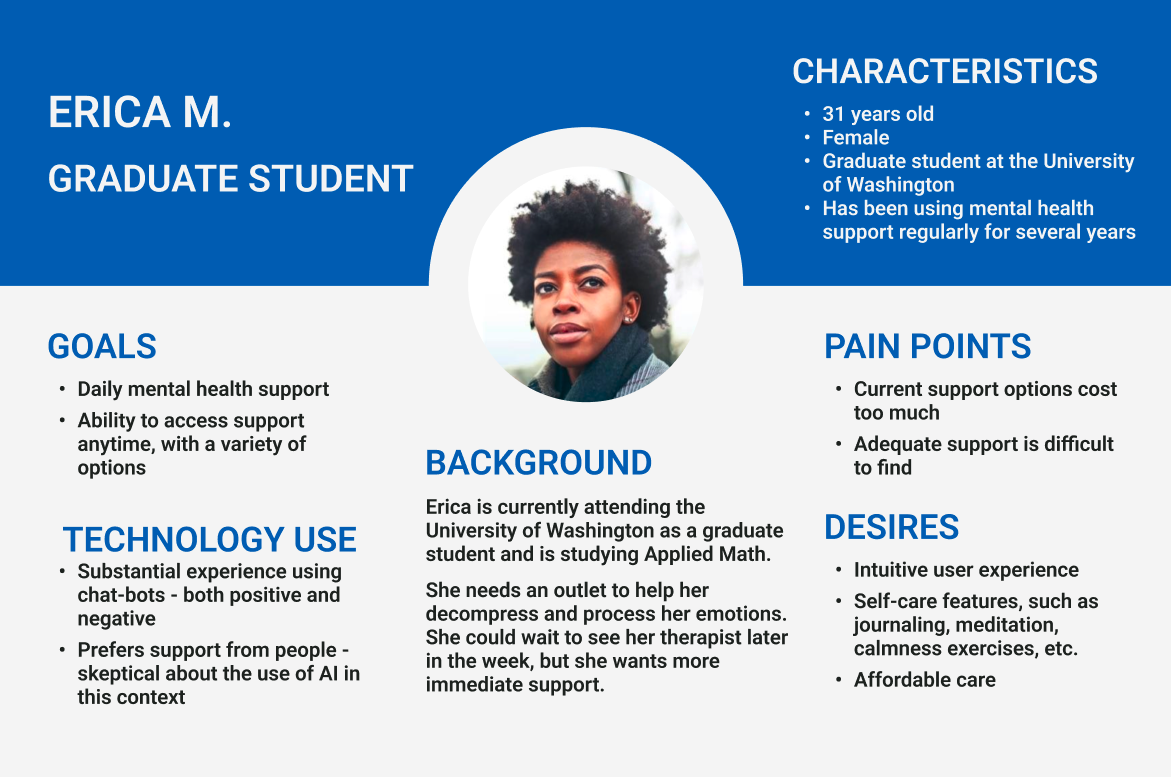 ERICA M.
GRADUATE STUDENT
CHARACTERISTICS
• 31 years old
• Female
• Graduate student at the University
of Washington
• Has been using mental health
support regularly for several years
GOALS
• Daily mental health support
• Ability to access support
anytime, with a variety of
options
TECHNOLOGY USE
• Substantial experience using
chat-bots - both positive and
negative
• Prefers support from people -
skeptical about the use of AI in
this context
BACKGROUND
Erica is currently attending the
University of Washington as a graduate
student and is studying Applied Math.
She needs an outlet to help her
decompress and process her emotions.
She could wait to see her therapist later
in the week, but she wants more
immediate support.
PAIN POINTS
• Current support options cost
too much
• Adequate support is difficult
to find
DESIRES
• Intuitive user experience
• Self-care features, such as
journaling, meditation,
calmness exercises, etc.
• Affordable care